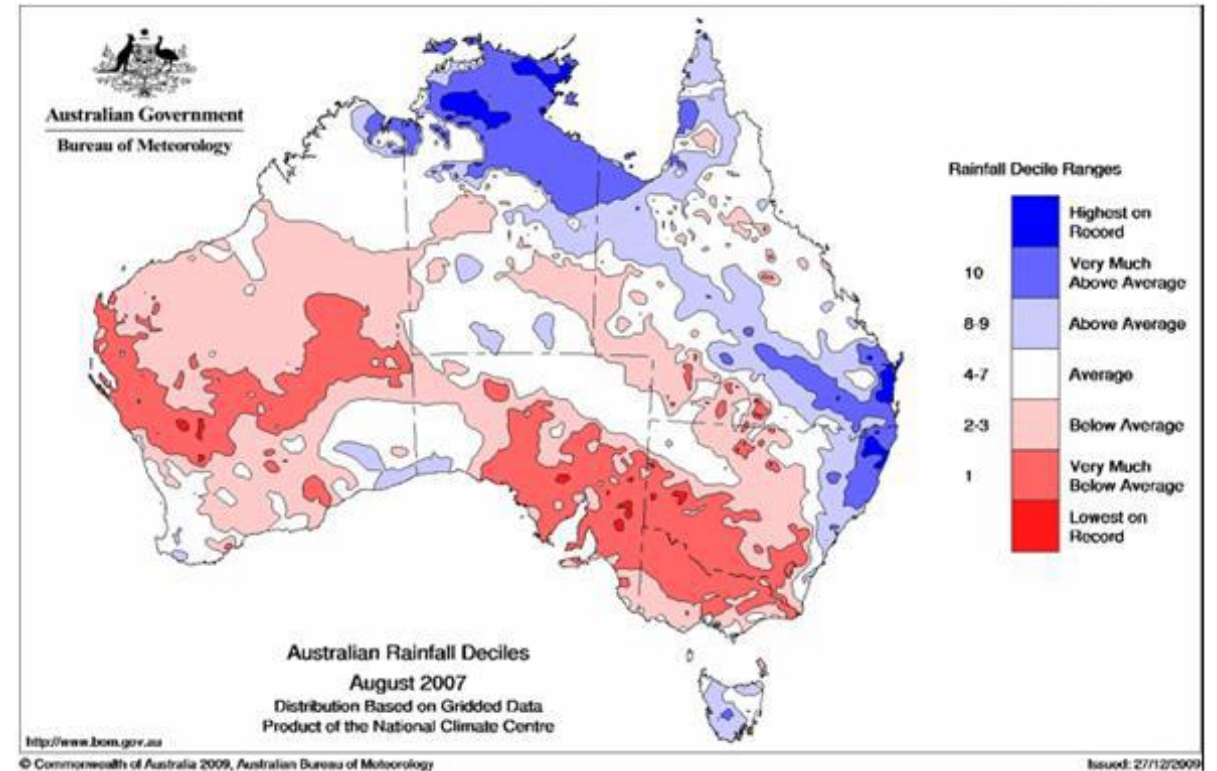 Australian Government
Bureau of Meteorology
Rainfall Decile Ranges
Highest on
Record
10
Very Much
Above Average
8-9
Above Average
4-7
Average
2-3
Below Average
1
Very Much
Below Average
Lowest on
Record
Australian Rainfall Deciles
August 2007
Distribution Based on Gridded Data
Product of the National Climate Centre
http://www.bom.gov.au
© Commonwealth of Australia 2009, Australian Bureau of Meteorology
Issued: 27/12/2009